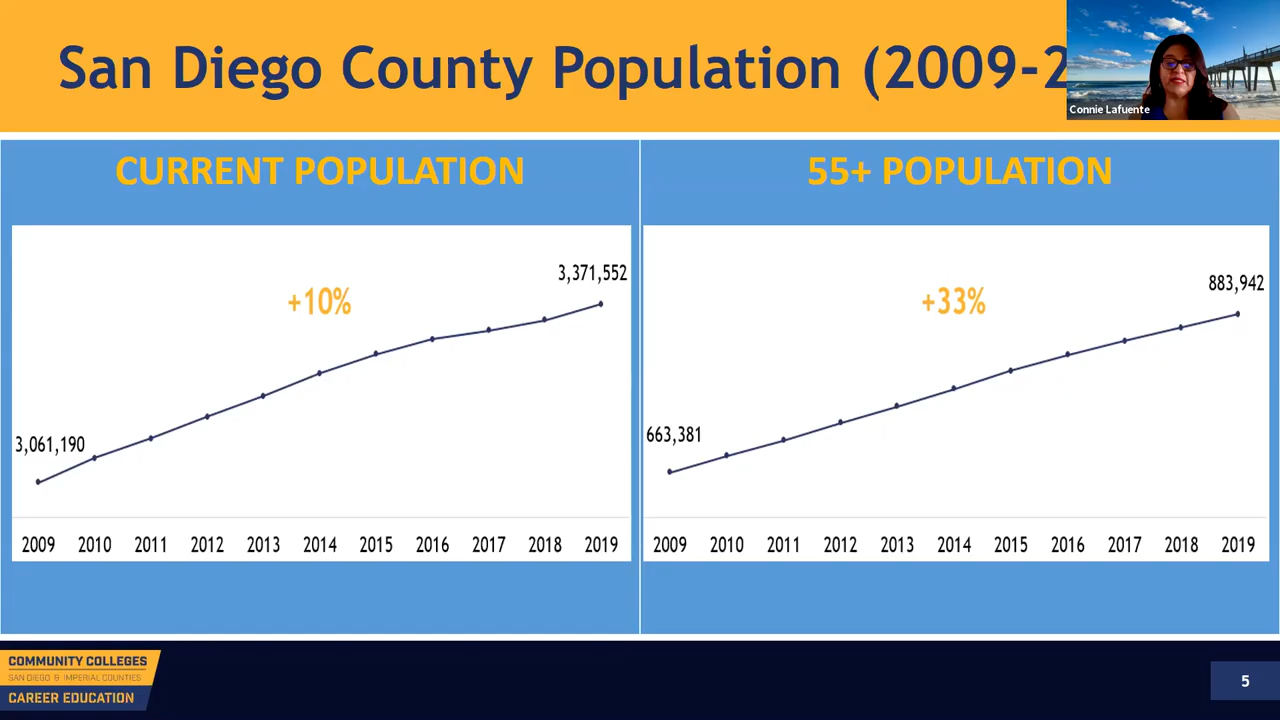 San Diego County Population (2009-2
Connie Lafuente
CURRENT POPULATION
3,371,552
+10%
3,061,190
2009 2010 2011 2012 2013 2014 2015 2016 2017 2018 2019
55+ POPULATION
883,942
+33%
663,381
2009 2010 2011 2012 2013 2014 2015 2016 2017 2018 2019
COMMUNITY COLLEGES
SAN DIEGO & IMPERIAL COUNTIES
CAREER EDUCATION
5